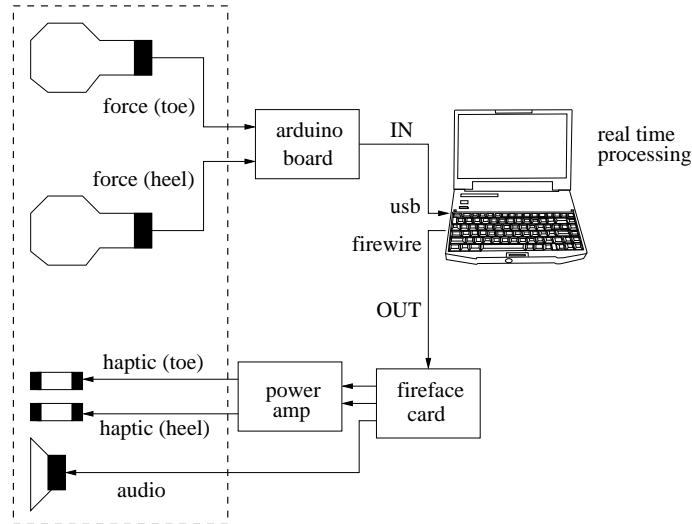 force (toe)
arduino
board
IN
real time
processing
force (heel)
usb
firewire
OUT
haptic (toe)
power
amp
fireface
card
haptic (heel)
audio